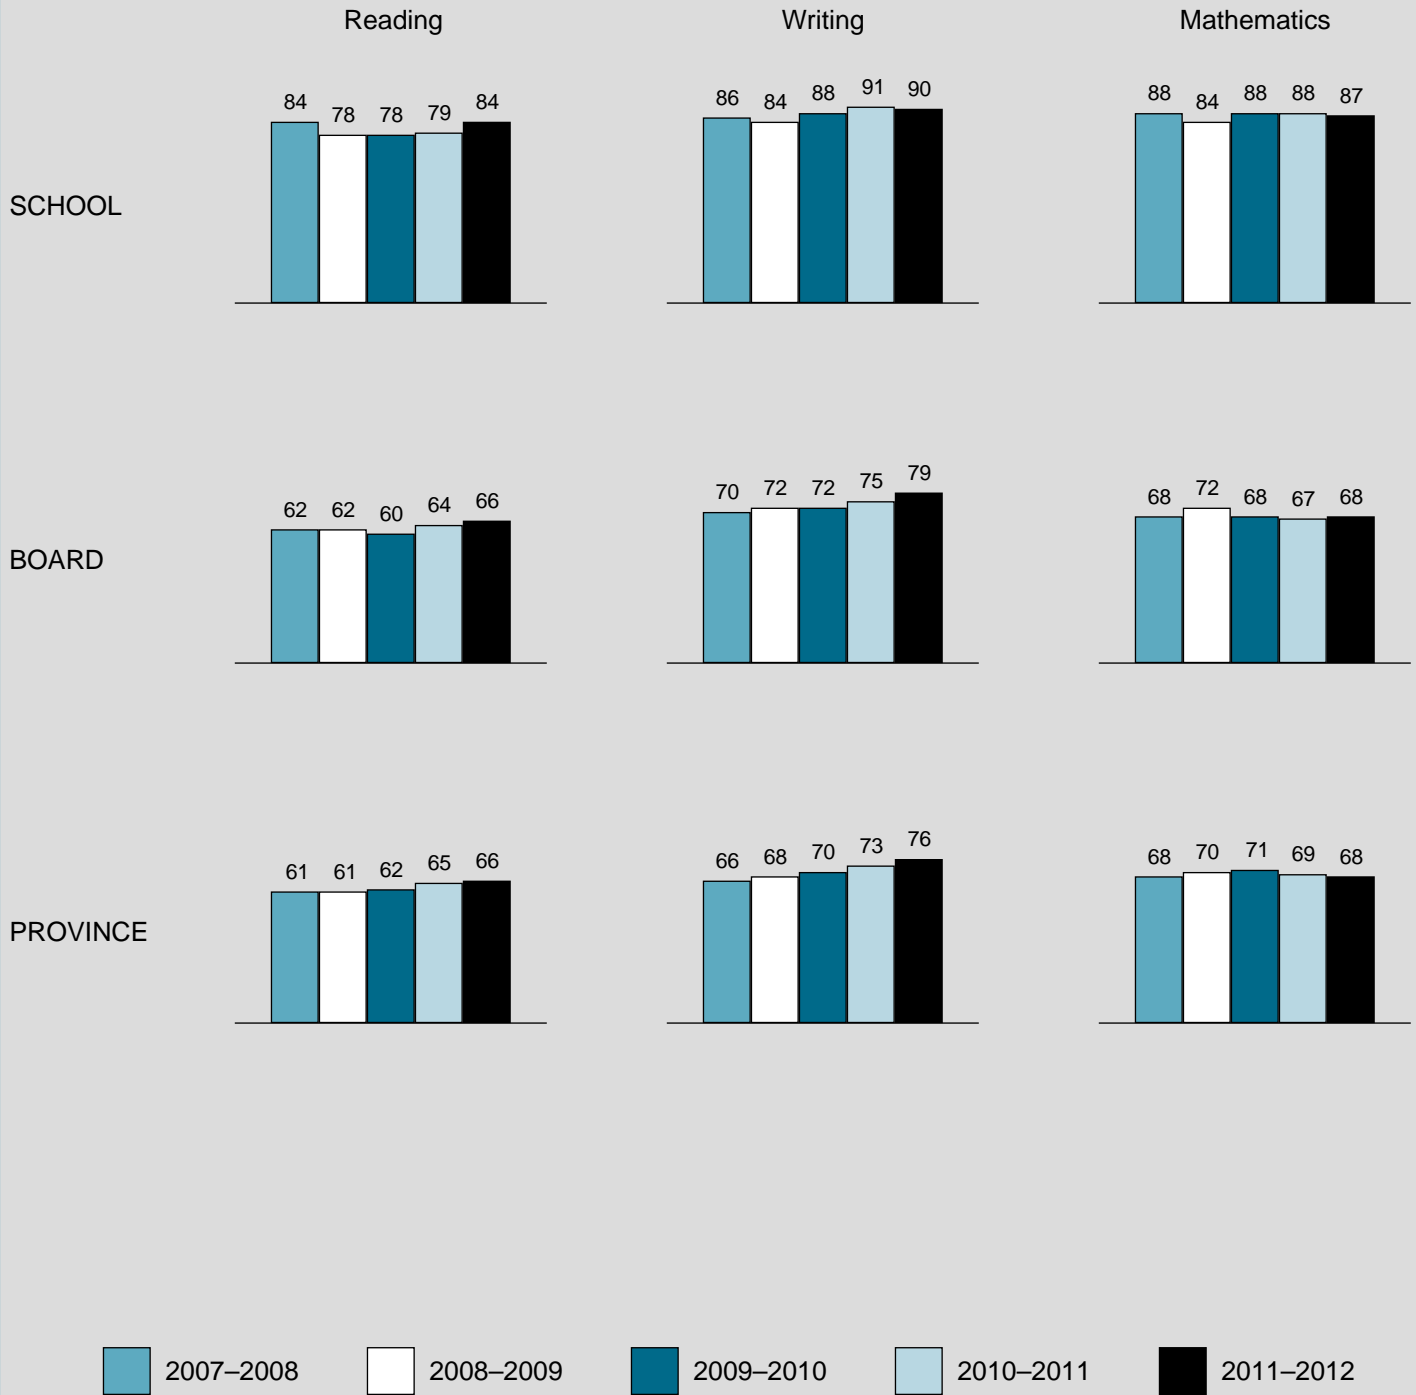 Reading Writing Mathematics
SCHOOL
84 78 78 79 84
86 84 88 91 90
88 84 88 88 87
BOARD
62 62 60 64 66
70 72 72 75 79
68 72 68 67 68
PROVINCE
61 61 62 65 66
66 68 70 73 76
68 70 71 69 68
2007–2008 2008–2009 2009–2010 2010–2011 2011–2012